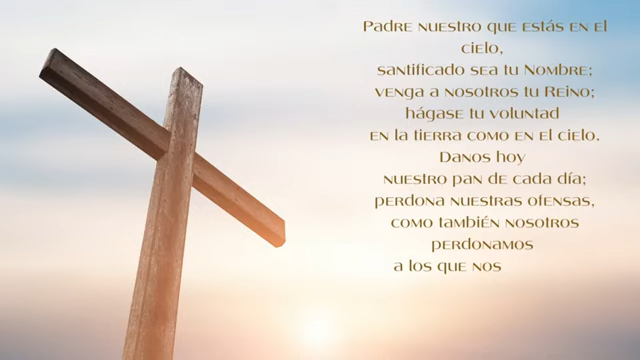 Padre nuestro que estás en el
cielo,
santificado sea tu Nombre;
venga a nosotros tu Reino;
hágase tu voluntad
en la tierra como en el cielo.
Danos hoy
nuestro pan de cada día;
perdona nuestras ofensas,
como también nosotros
perdonamos
a los que nos